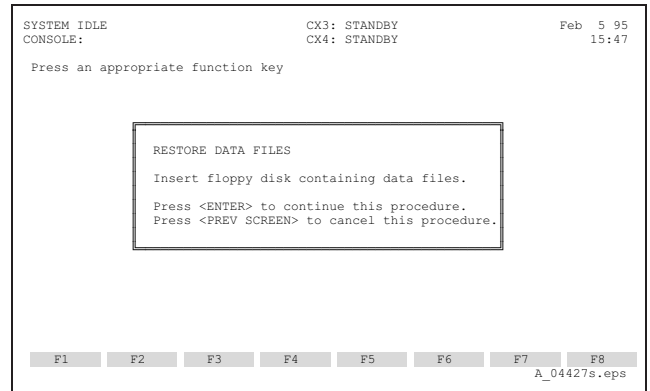 SYSTEM IDLE CX3: STANDBY Feb 5 95
CONSOLE: CX4: STANDBY 15:47
Press an appropriate function key
RESTORE DATA FILES
Insert floppy disk containing data files.
Press <ENTER> to continue this procedure.
Press <PREV SCREEN> to cancel this procedure.
F1 F2 F3 F4 F5 F6 F7 F8
A_04427s.eps